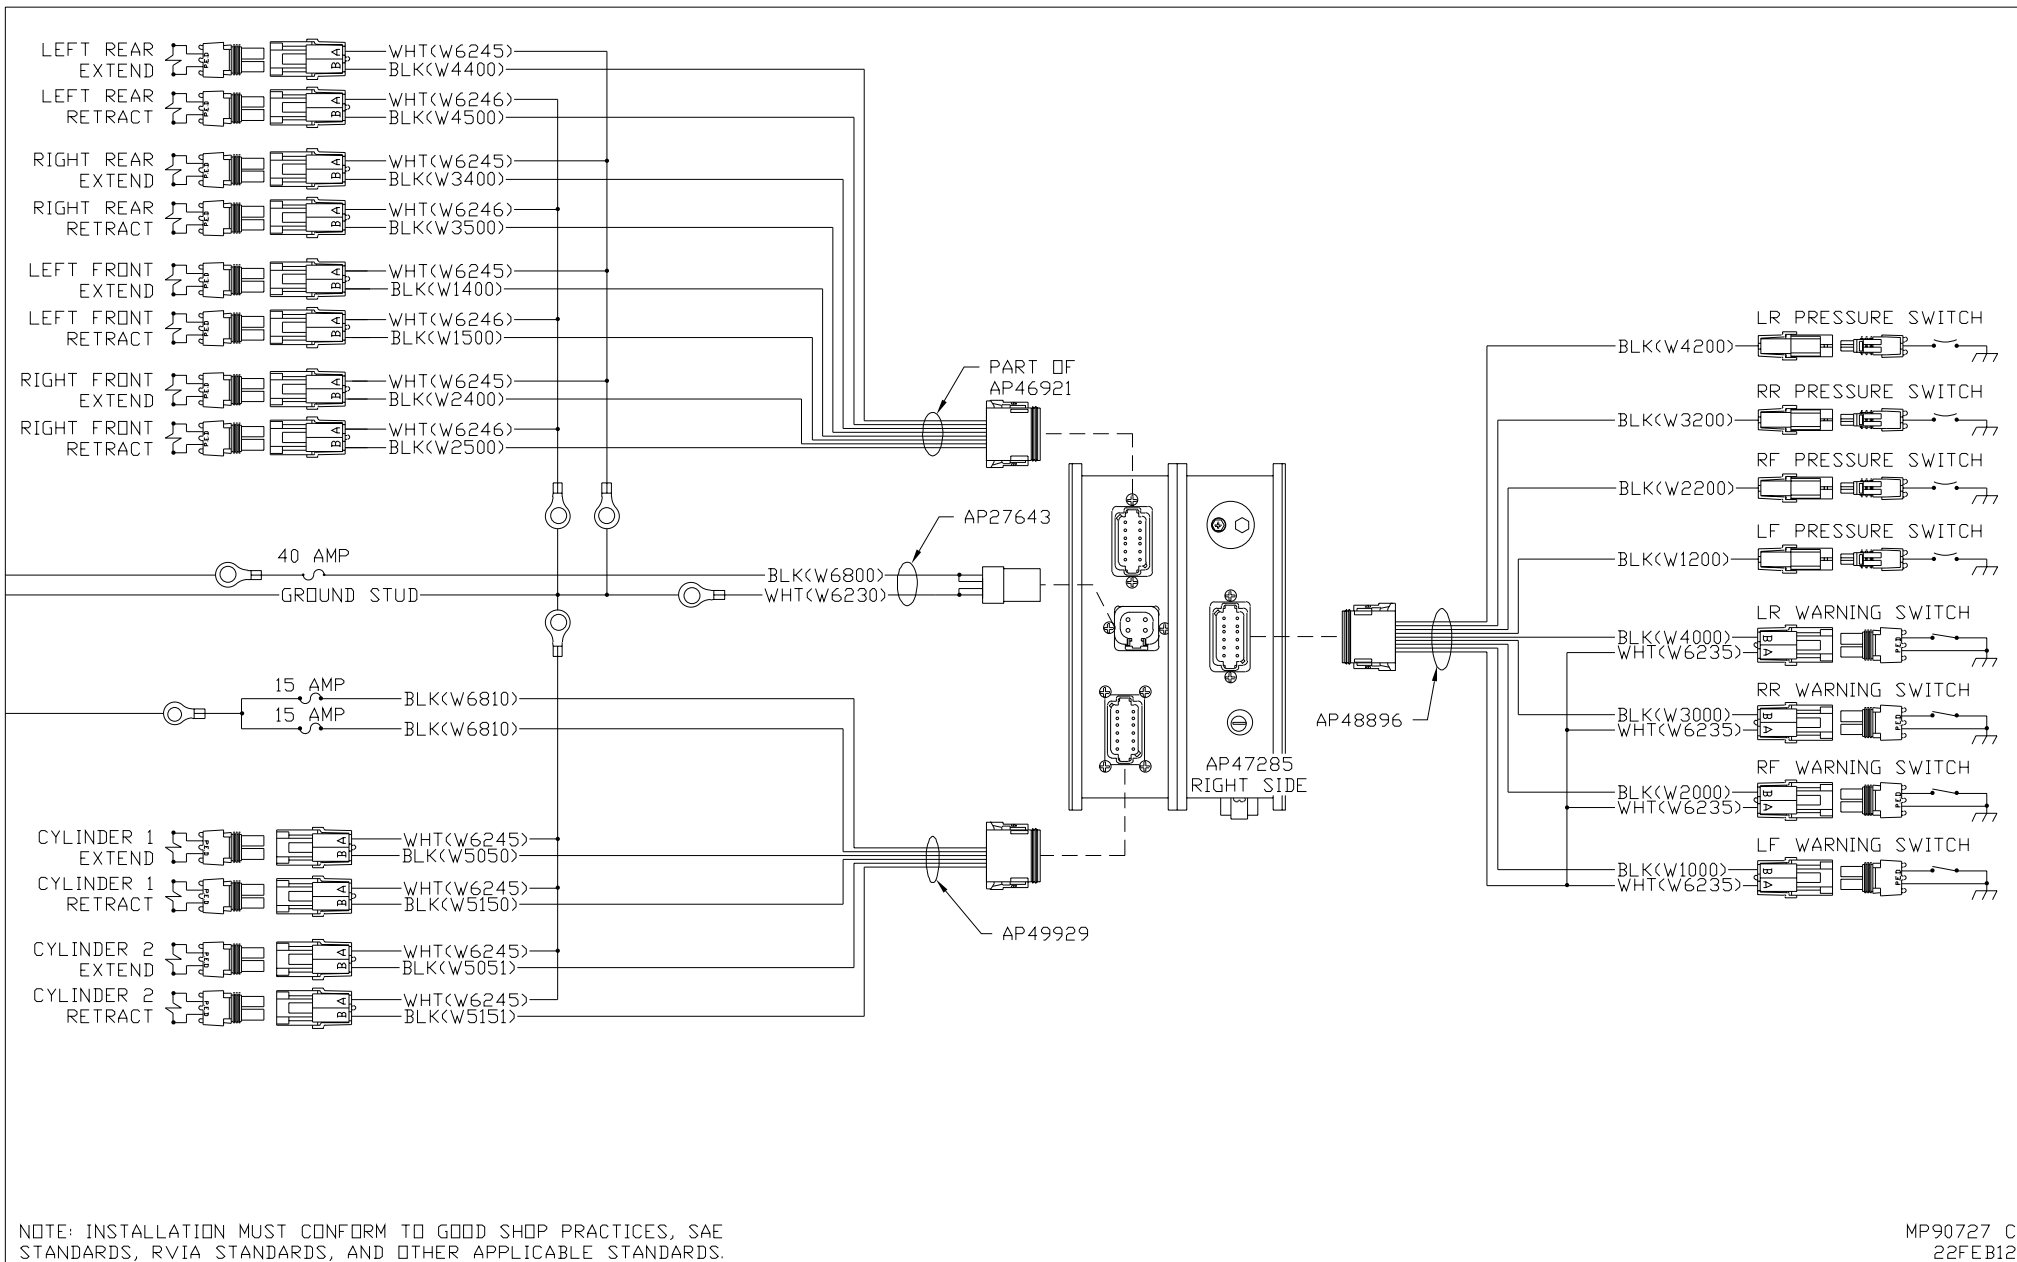 LEFT REAR
EXTEND
WHT(W6245)
BLK(W4400)
LEFT REAR
RETRACT
WHT(W6246)
BLK(W4500)
RIGHT REAR
EXTEND
WHT(W6245)
BLK(W3400)
RIGHT REAR
RETRACT
WHT(W6246)
BLK(W3500)
LEFT FRONT
EXTEND
WHT(W6245)
BLK(W1400)
LEFT FRONT
RETRACT
WHT(W6246)
BLK(W1500)
RIGHT FRONT
EXTEND
WHT(W6245)
BLK(W2400)
RIGHT FRONT
RETRACT
WHT(W6246)
BLK(W2500)
PART OF
AP46921
AP27643
40 AMP
BLK(W6800)
GROUND STUD
WHT(W6230)
15 AMP
BLK(W6810)
15 AMP
BLK(W6810)
CYLINDER 1
EXTEND
WHT(W6245)
BLK(W5050)
CYLINDER 1
RETRACT
WHT(W6245)
BLK(W5150)
CYLINDER 2
EXTEND
WHT(W6245)
BLK(W5051)
CYLINDER 2
RETRACT
WHT(W6245)
BLK(W5151)
AP49929
AP47285
RIGHT SIDE
AP48896
LR PRESSURE SWITCH
BLK(W4200)
RR PRESSURE SWITCH
BLK(W3200)
RF PRESSURE SWITCH
BLK(W2200)
LF PRESSURE SWITCH
BLK(W1200)
LR WARNING SWITCH
BLK(W4000)
WHT(W6235)
B
A
RR WARNING SWITCH
BLK(W3000)
WHT(W6235)
B
A
RF WARNING SWITCH
BLK(W2000)
WHT(W6235)
B
A
LF WARNING SWITCH
BLK(W1000)
WHT(W6235)
B
A
NOTE: INSTALLATION MUST CONFORM TO GOOD SHOP PRACTICES, SAE
STANDARDS, RVIA STANDARDS, AND OTHER APPLICABLE STANDARDS.
MP90727 C
22FEB12